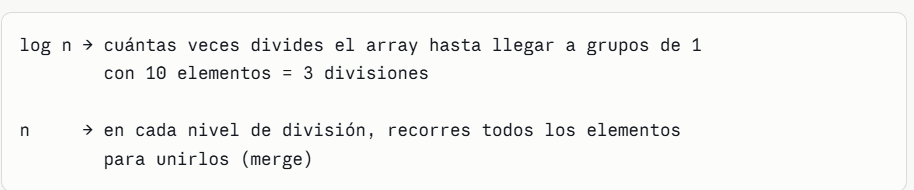 log n → cuántas veces divides el array hasta llegar a grupos de 1
con 10 elementos = 3 divisiones
n → en cada nivel de división, recorres todos los elementos
para unirlos (merge)